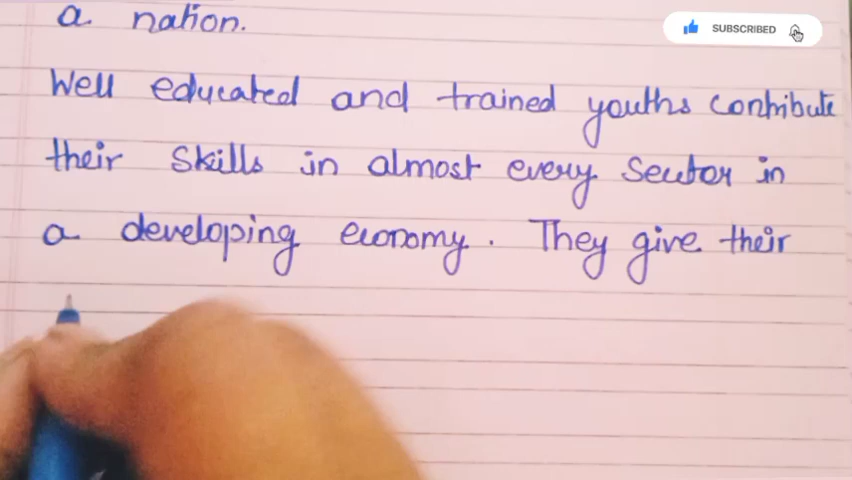 a nation.
SUBSCRIBED
Well educated and trained youths contribute
their skills in almost every sector in
a developing economy. They give their